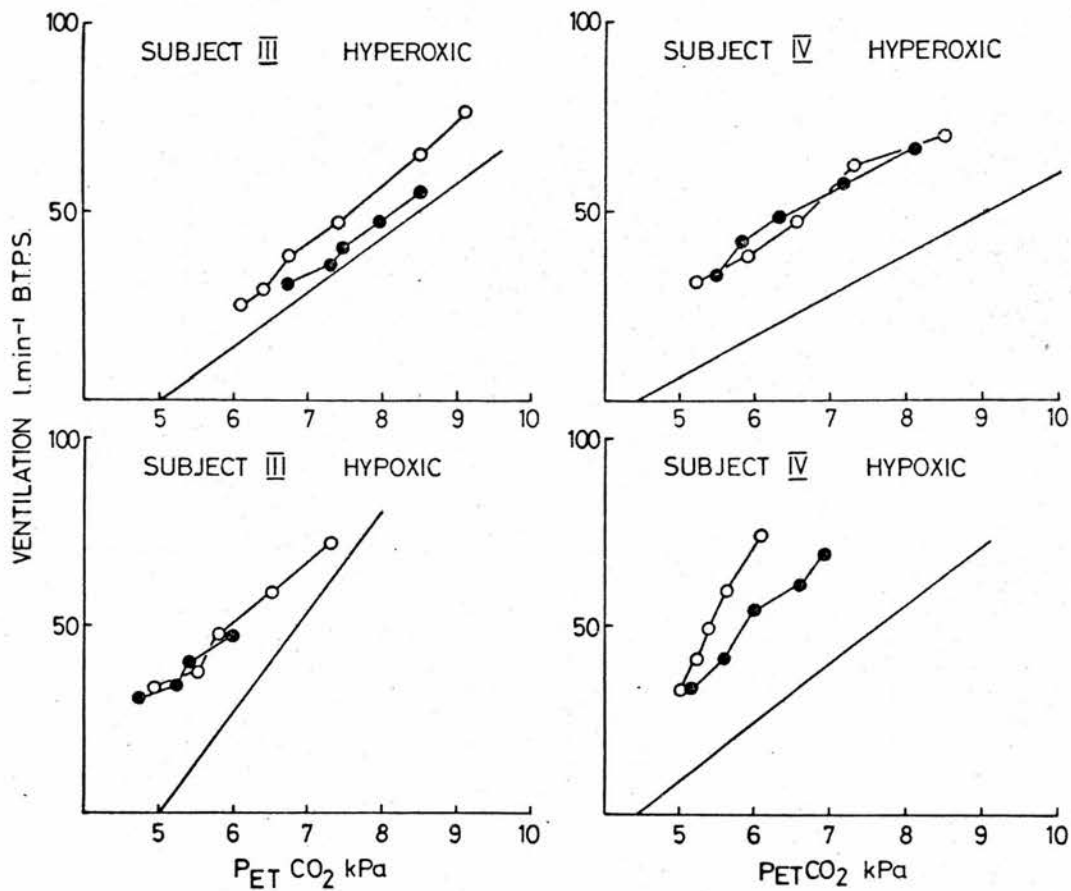 VENTILATION l.min⁻¹ B.T.P.S.
100
50
SUBJECT III HYPEROXIC
5 6 7 8 9 10
100
50
SUBJECT IV HYPEROXIC
5 6 7 8 9 10
100
50
SUBJECT III HYPOXIC
5 6 7 8 9 10
PET CO2 kPa
100
50
SUBJECT IV HYPOXIC
5 6 7 8 9 10
PET CO2 kPa